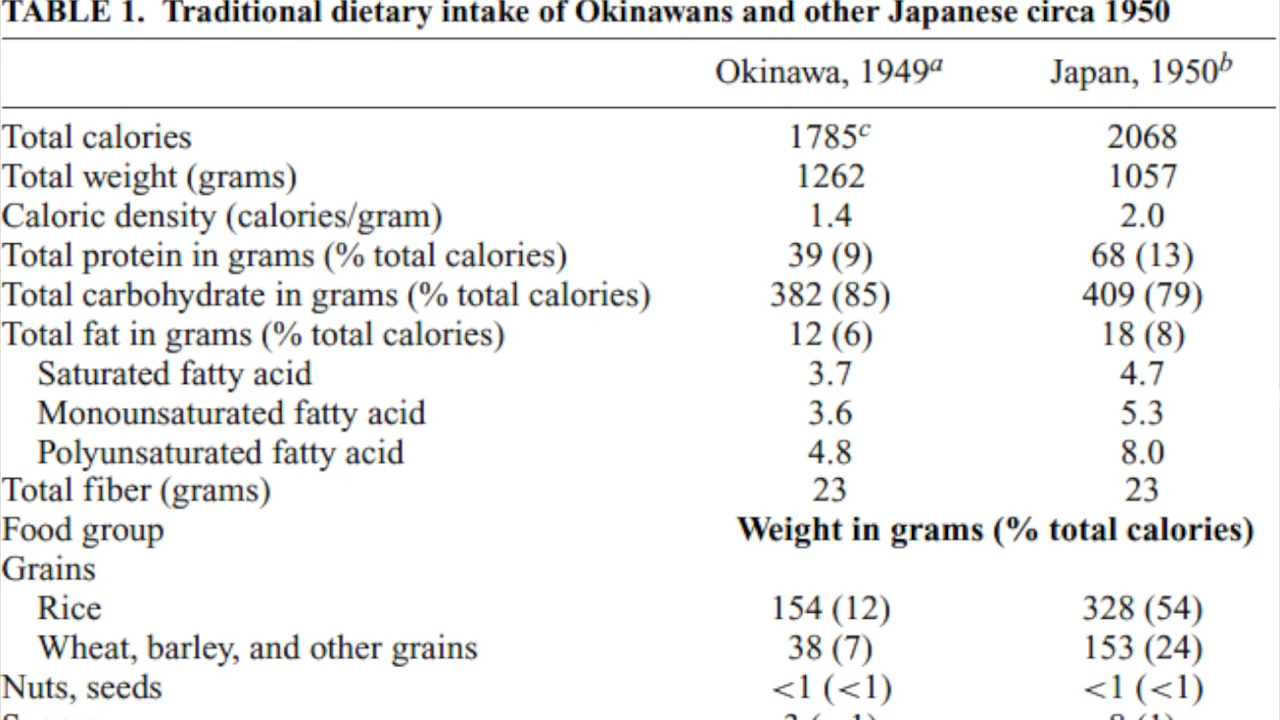 TABLE 1. Traditional dietary intake of Okinawans and other Japanese circa 1950
Okinawa, 1949a Japan, 1950b
Total calories 1785c 2068
Total weight (grams) 1262 1057
Caloric density (calories/gram) 1.4 2.0
Total protein in grams (% total calories) 39 (9) 68 (13)
Total carbohydrate in grams (% total calories) 382 (85) 409 (79)
Total fat in grams (% total calories) 12 (6) 18 (8)
Saturated fatty acid 3.7 4.7
Monounsaturated fatty acid 3.6 5.3
Polyunsaturated fatty acid 4.8 8.0
Total fiber (grams) 23 23
Food group Weight in grams (% total calories)
Grains
Rice 154 (12) 328 (54)
Wheat, barley, and other grains 38 (7) 153 (24)
Nuts, seeds <1 (<1) <1 (<1)